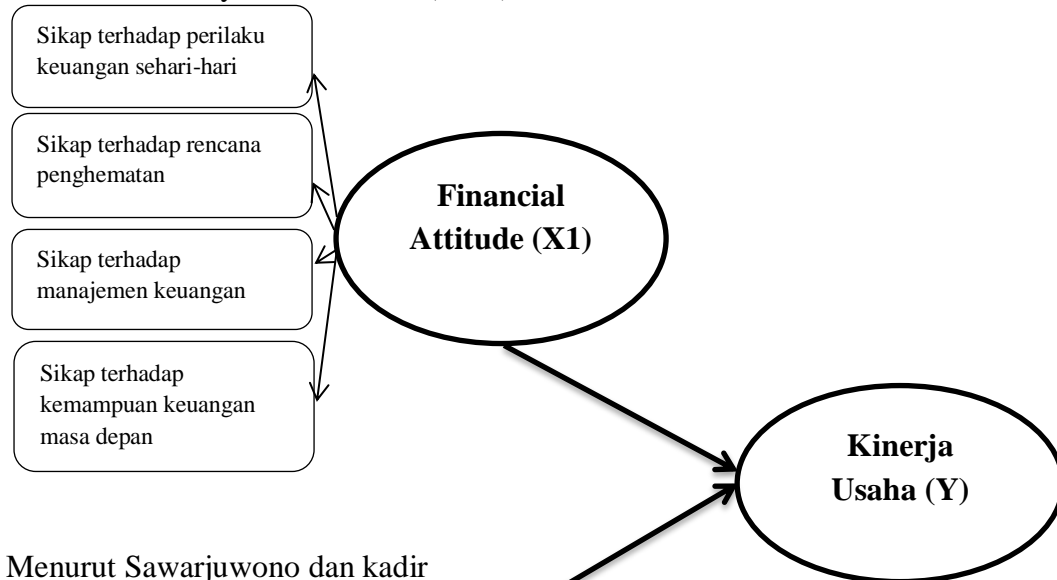 Sikap terhadap perilaku
keuangan sehari-hari
Sikap terhadap rencana
penghematan
Sikap terhadap
manajemen keuangan
Sikap terhadap
kemampuan keuangan
masa depan
Financial
Attitude (X1)
Kinerja
Usaha (Y)
Menurut Sawarjuwono dan kadir